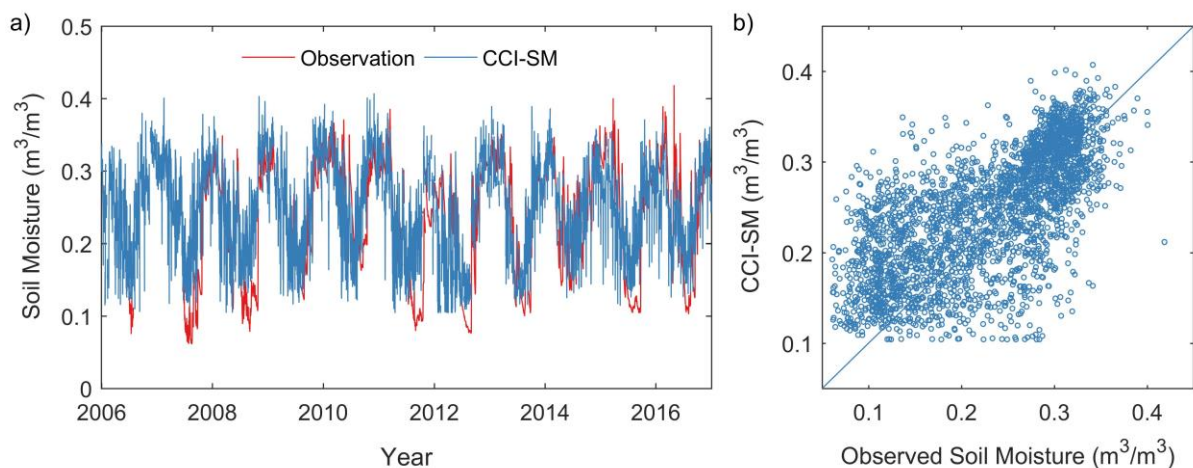 a)
Soil Moisture (m³/m³)
0.5
0.4
0.3
0.2
0.1
0
Observation
CCI-SM
2006
2008
2010
2012
2014
2016
Year
b)
CCI-SM (m³/m³)
0.4
0.3
0.2
0.1
0.1
0.2
0.3
0.4
Observed Soil Moisture (m³/m³)